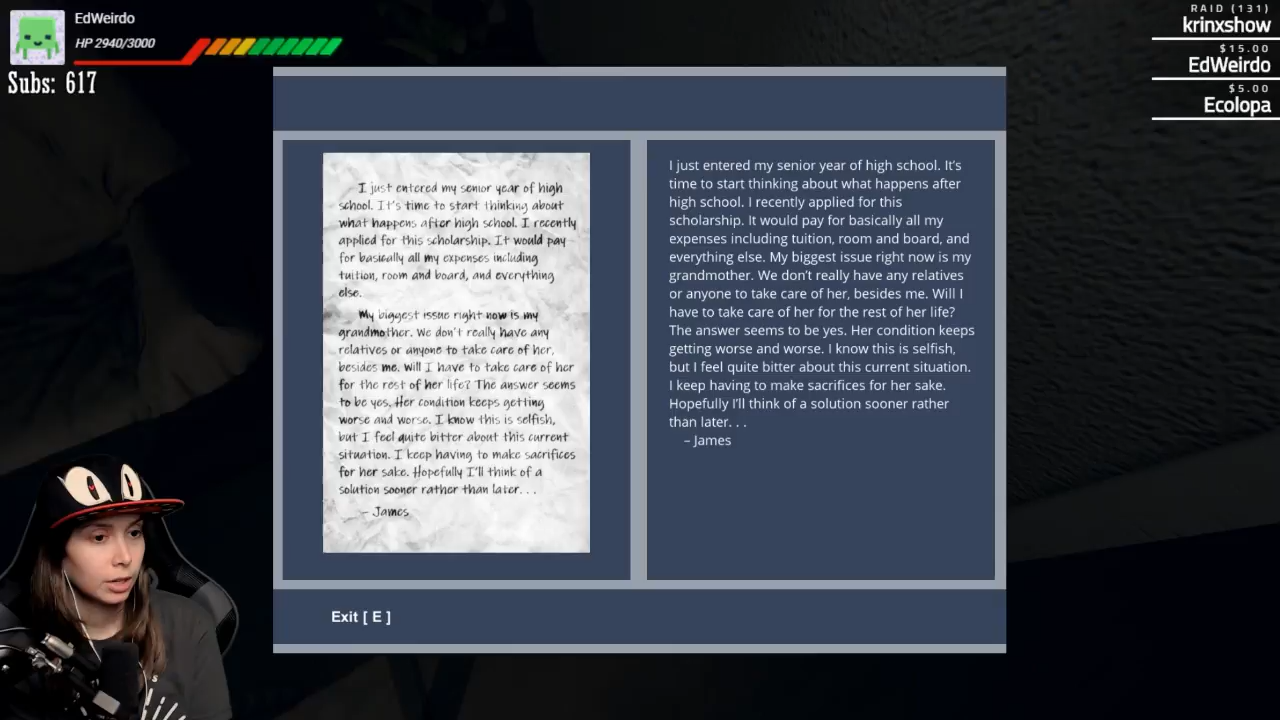 EdWeirdo
HP 2940/3000
Subs: 617
RAID (131)
krinxshow
$15.00
EdWeirdo
$5.00
Ecolopa
I just entered my senior year of high
school. It's time to start thinking about
what happens after high school. I recently
applied for this scholarship. It would pay
for basically all my expenses including
tuition, room and board, and everything
else.
My biggest issue right now is my
grandmother. We don't really have any
relatives or anyone to take care of her,
besides me. Will I have to take care of her
for the rest of her life? The answer seems
to be yes. Her condition keeps getting
worse and worse. I know this is selfish,
but I feel quite bitter about this current
situation. I keep having to make sacrifices
for her sake. Hopefully I'll think of a
solution sooner rather than later. . .
– James
I just entered my senior year of high school. It's
time to start thinking about what happens after
high school. I recently applied for this
scholarship. It would pay for basically all my
expenses including tuition, room and board, and
everything else. My biggest issue right now is my
grandmother. We don't really have any relatives
or anyone to take care of her, besides me. Will I
have to take care of her for the rest of her life?
The answer seems to be yes. Her condition keeps
getting worse and worse. I know this is selfish,
but I feel quite bitter about this current situation.
I keep having to make sacrifices for her sake.
Hopefully I'll think of a solution sooner rather
than later. . .
– James
Exit [ E ]